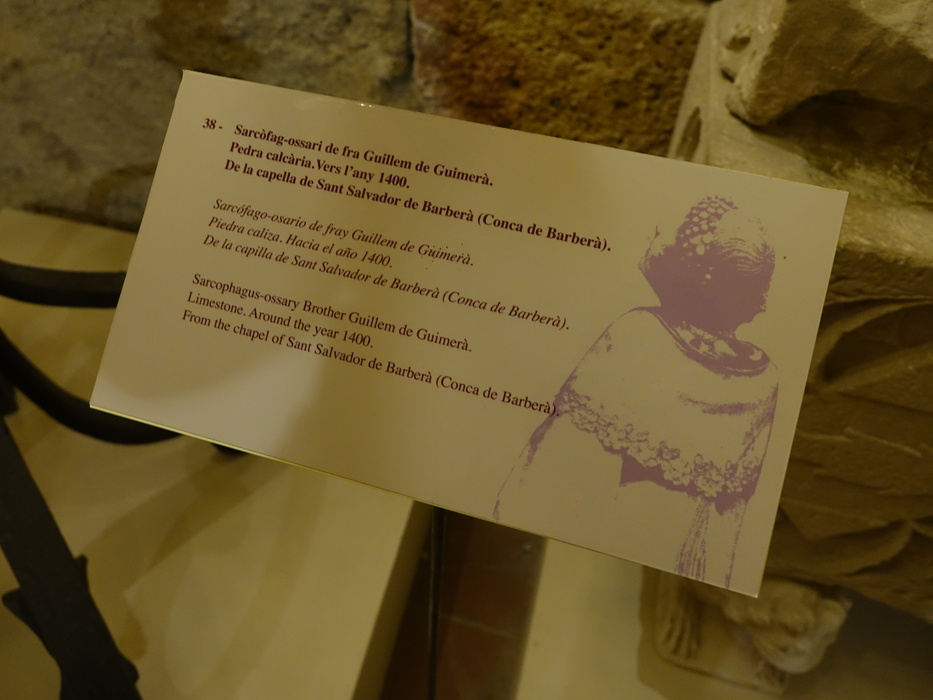 38 - Sarcòfag-ossari de fra Guillem de Guimerà.
Pedra calcària. Vers l'any 1400.
De la capella de Sant Salvador de Barberà (Conca de Barberà).
Sarcófago-osario de fray Guillem de Guimerà.
Piedra caliza. Hacia el año 1400.
De la capilla de Sant Salvador de Barberà (Conca de Barberà).
Sarcophagus-ossary Brother Guillem de Guimerà.
Limestone. Around the year 1400.
From the chapel of Sant Salvador de Barberà (Conca de Barberà).